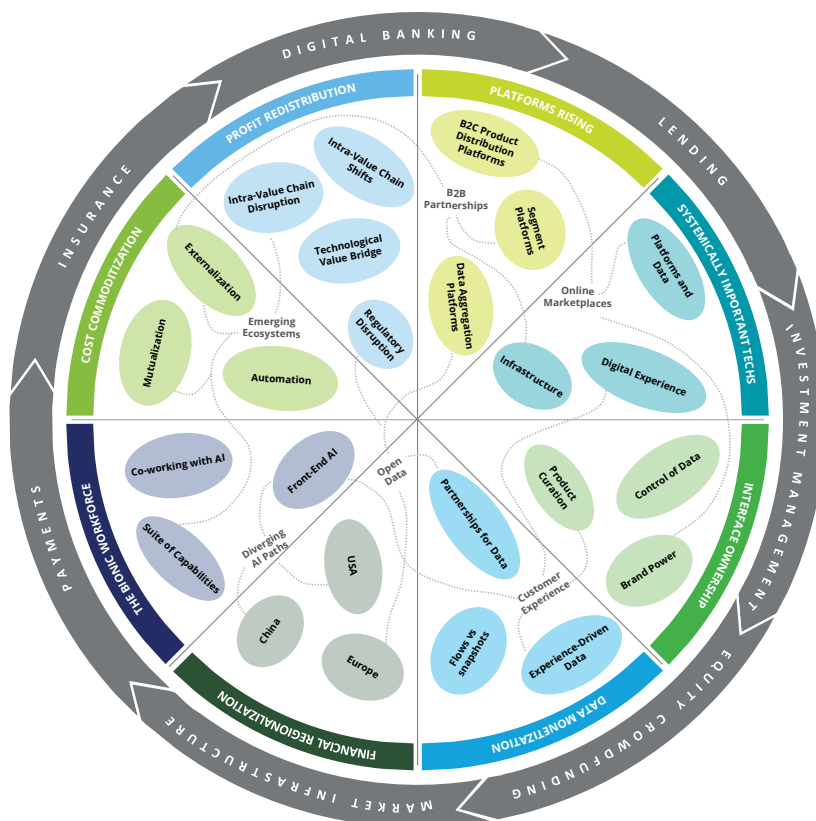 DIGITAL BANKING
LENDING
INVESTMENT MANAGEMENT
EQUITY CROWDFUNDING
MARKET INFRASTRUCTURE
PAYMENTS
INSURANCE
PROFIT REDISTRIBUTION
Intra-Value Chain
Shifts
Intra-Value Chain
Disruption
Technological
Value Bridge
Regulatory
Disruption
PLATFORMS RISING
B2C Product
Distribution
Platforms
B2B
Partnerships
Segment
Platforms
Data Aggregation
Platforms
SYSTEMICALLY IMPORTANT TECHS
Platforms and
Data
Online
Marketplaces
Infrastructure
Digital Experience
INTERFACE OWNERSHIP
Product
Curation
Control of Data
Brand Power
Customer
Experience
DATA MONETIZATION
Partnerships for Data
Flows vs
snapshots
Experience-Driven
Data
Open
Data
FINANCIAL REGIONALIZATION
USA
China
Europe
Diverging
AI Paths
THE BIONIC WORKFORCE
Co-working with AI
Front-End AI
Suite of Capabilities
COST COMMODITIZATION
Externalization
Mutualization
Automation
Emerging
Ecosystems